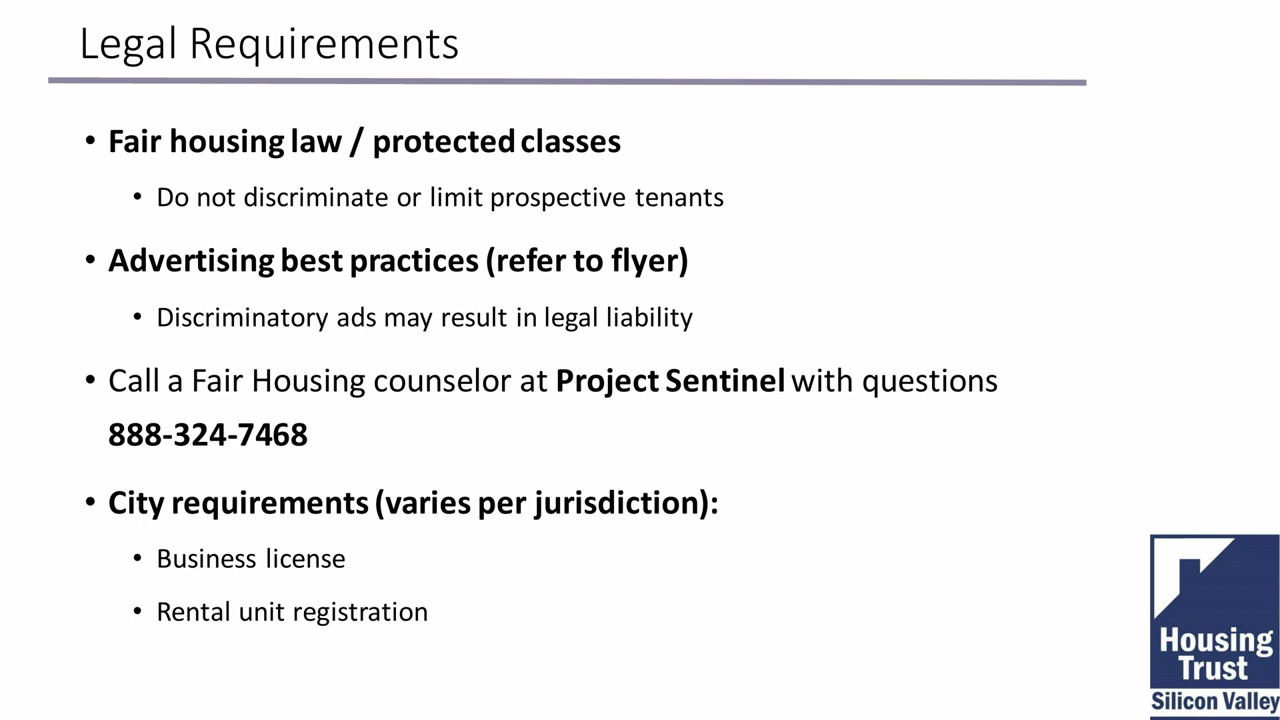 Legal Requirements
• Fair housing law / protected classes
• Do not discriminate or limit prospective tenants
• Advertising best practices (refer to flyer)
• Discriminatory ads may result in legal liability
• Call a Fair Housing counselor at Project Sentinel with questions
888-324-7468
• City requirements (varies per jurisdiction):
• Business license
• Rental unit registration
Housing
Trust
Silicon Valley